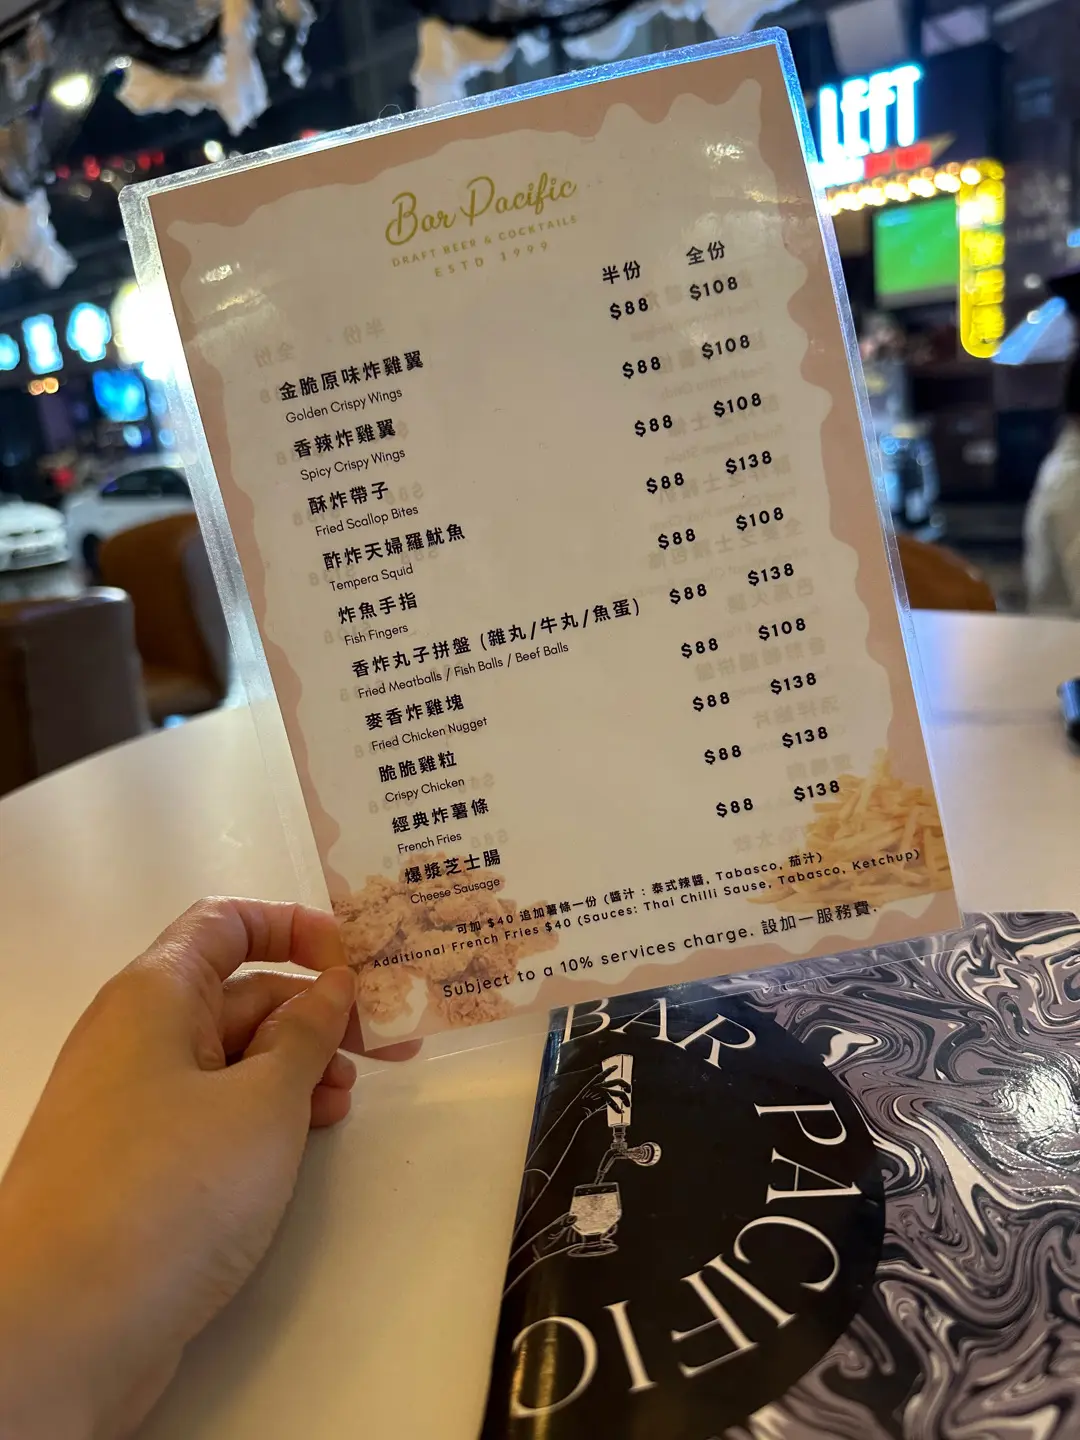 LEFT
Bar Pacific
DRAFT BEER & COCKTAILS
ESTD 1999
半份 全份
金脆原味炸雞翼 $88 $108
Golden Crispy Wings
香辣炸雞翼 $88 $108
Spicy Crispy Wings
酥炸帶子 $88 $108
Fried Scallop Bites
酢炸天婦羅魷魚 $88 $138
Tempera Squid
炸魚手指 $88 $108
Fish Fingers
香炸丸子拼盤 (雜丸/牛丸/魚蛋) $88 $138
Fried Meatballs / Fish Balls / Beef Balls
麥香炸雞塊 $88 $108
Fried Chicken Nugget
脆脆雞粒 $88 $138
Crispy Chicken
經典炸薯條 $88 $138
French Fries
爆漿芝士腸 $88 $138
Cheese Sausage
可加 $40 追加薯條一份 (醬汁 : 泰式辣醬, Tabasco, 茄汁)
Additional French Fries $40 (Sauces: Thai Chilli Sause, Tabasco, Ketchup)
Subject to a 10% services charge. 設加一服務費.
BAR
PACIFIC